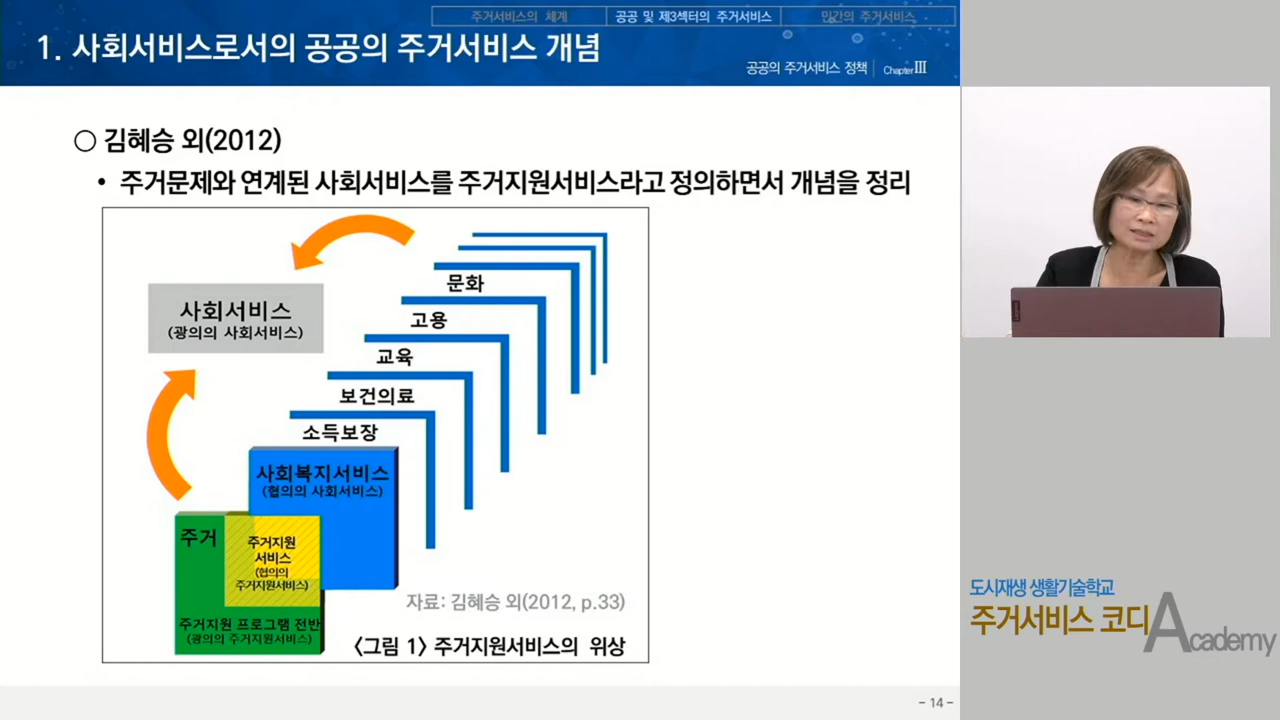 주거서비스의 체계
공공 및 제3섹터의 주거서비스
민간의 주거서비스
1. 사회서비스로서의 공공의 주거서비스 개념
공공의 주거서비스 정책
Chapter III
○ 김혜승 외(2012)
• 주거문제와 연계된 사회서비스를 주거지원서비스라고 정의하면서 개념을 정리
문화
사회서비스
(광의의 사회서비스)
고용
교육
보건의료
소득보장
사회복지서비스
(협의의 사회서비스)
주거
주거지원
서비스
(협의의
주거지원서비스)
주거지원 프로그램 전반
(광의의 주거지원서비스)
자료: 김혜승 외(2012, p.33)
<그림 1> 주거지원서비스의 위상
- 14 -
도시재생 생활기술학교
주거서비스 코디
Academy